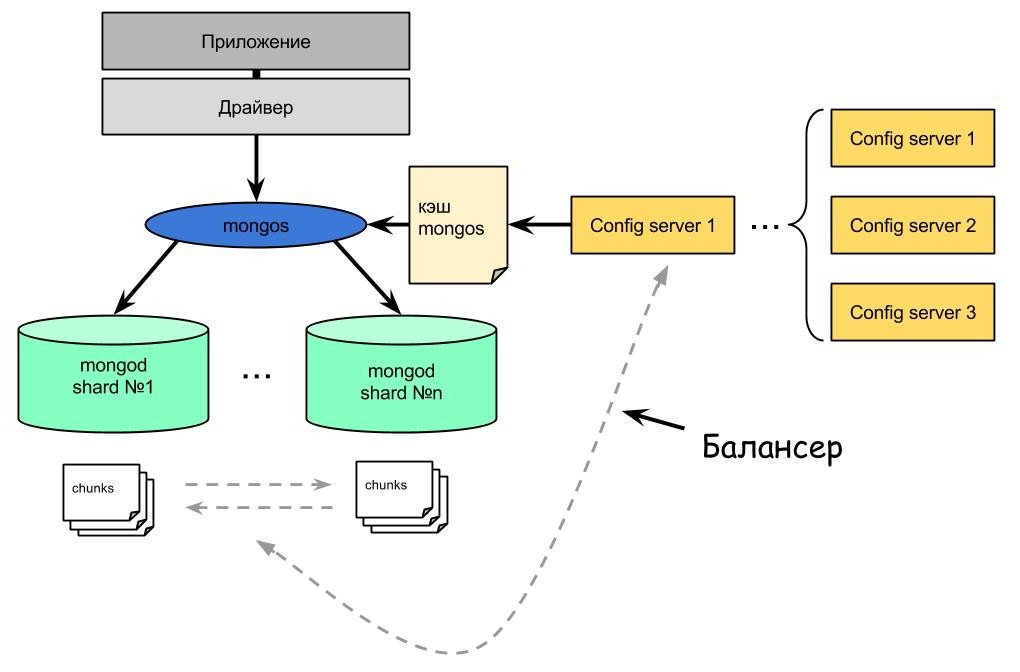 Приложение
Драйвер
mongos
кэш
mongos
Config server 1
...
Config server 1
Config server 2
Config server 3
mongod
shard №1
...
mongod
shard №n
Балансер
chunks
chunks